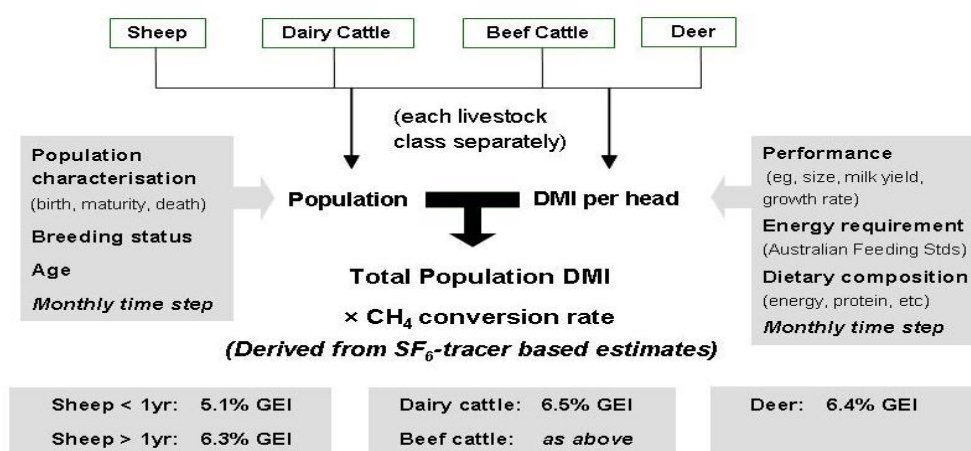 Sheep
Dairy Cattle
Beef Cattle
Deer
(each livestock
class separately)
Population
characterisation
(birth, maturity, death)
Breeding status
Age
Monthly time step
Population
DMI per head
Performance
(eg, size, milk yield,
growth rate)
Energy requirement
(Australian Feeding Stds)
Dietary composition
(energy, protein, etc)
Monthly time step
Total Population DMI
× CH₄ conversion rate
(Derived from SF₆-tracer based estimates)
Sheep < 1yr: 5.1% GEI
Sheep > 1yr: 6.3% GEI
Dairy cattle: 6.5% GEI
Beef cattle: as above
Deer: 6.4% GEI